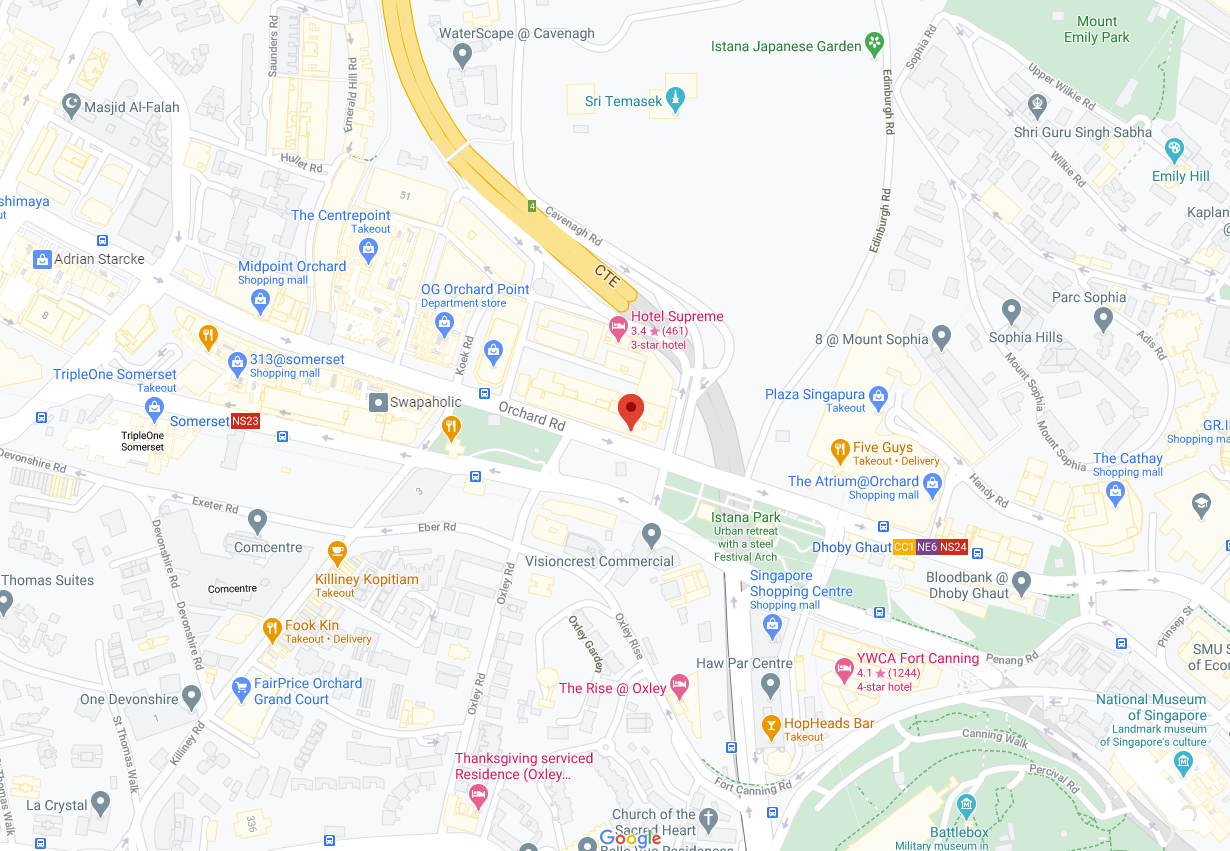 WaterScape @ Cavenagh
Mount
Emily Park
Istana Japanese Garden
Saunders Rd
Emerald Hill Rd
Sophia Rd
Upper Wilkie Rd
Edinburgh Rd
Masjid Al-Falah
Sri Temasek
Shri Guru Singh Sabha
Wilkie Rd
Emily Hill
Hullet Rd
51
shimaya
ut
4
Cavenagh Rd
Edinburgh Rd
Kaplan
@
The Centrepoint
Takeout
Adrian Starcke
Midpoint Orchard
Shopping mall
CTE
OG Orchard Point
Department store
8
Parc Sophia
Hotel Supreme
3.4 ★ (461)
3-star hotel
8 @ Mount Sophia
Sophia Hills
Adis Rd
Koek Rd
313@somerset
Shopping mall
TripleOne Somerset
Takeout
Mount Sophia
Mount Sophia
Plaza Singapura
Takeout
Swapaholic
Orchard Rd
Somerset NS23
TripleOne
Somerset
GR.I
Shopping ma
Five Guys
Takeout • Delivery
The Cathay
Shopping mall
Devonshire Rd
The Atrium@Orchard
Shopping mall
Handy Rd
3
Exeter Rd
Eber Rd
Istana Park
Urban retreat
with a steel
Festival Arch
Comcentre
Devonshire Rd
Visioncrest Commercial
Dhoby Ghaut CC1 NE6 NS24
Killiney Kopitiam
Takeout
Thomas Suites
Comcentre
Oxley Rd
Singapore
Shopping Centre
Shopping mall
Bloodbank @
Dhoby Ghaut
Prinsep St
Fook Kin
Takeout • Delivery
Devonshire Rd
Oxley Garden
Oxley Rise
Penang Rd
SMU S
of Econ
Haw Par Centre
YWCA Fort Canning
4.1 ★ (1244)
4-star hotel
FairPrice Orchard
Grand Court
One Devonshire
The Rise @ Oxley
Oxley Rd
National Museum
of Singapore
Landmark museum
of Singapore's culture
St Thomas Walk
Killiney Rd
HopHeads Bar
Takeout
Canning Walk
Thanksgiving serviced
Residence (Oxley...
Percival Rd
Fort Canning Rd
St Thomas Walk
La Crystal
336
Church of the
Sacred Heart
Google
Belle Vue Residences
Battlebox
Military museum in